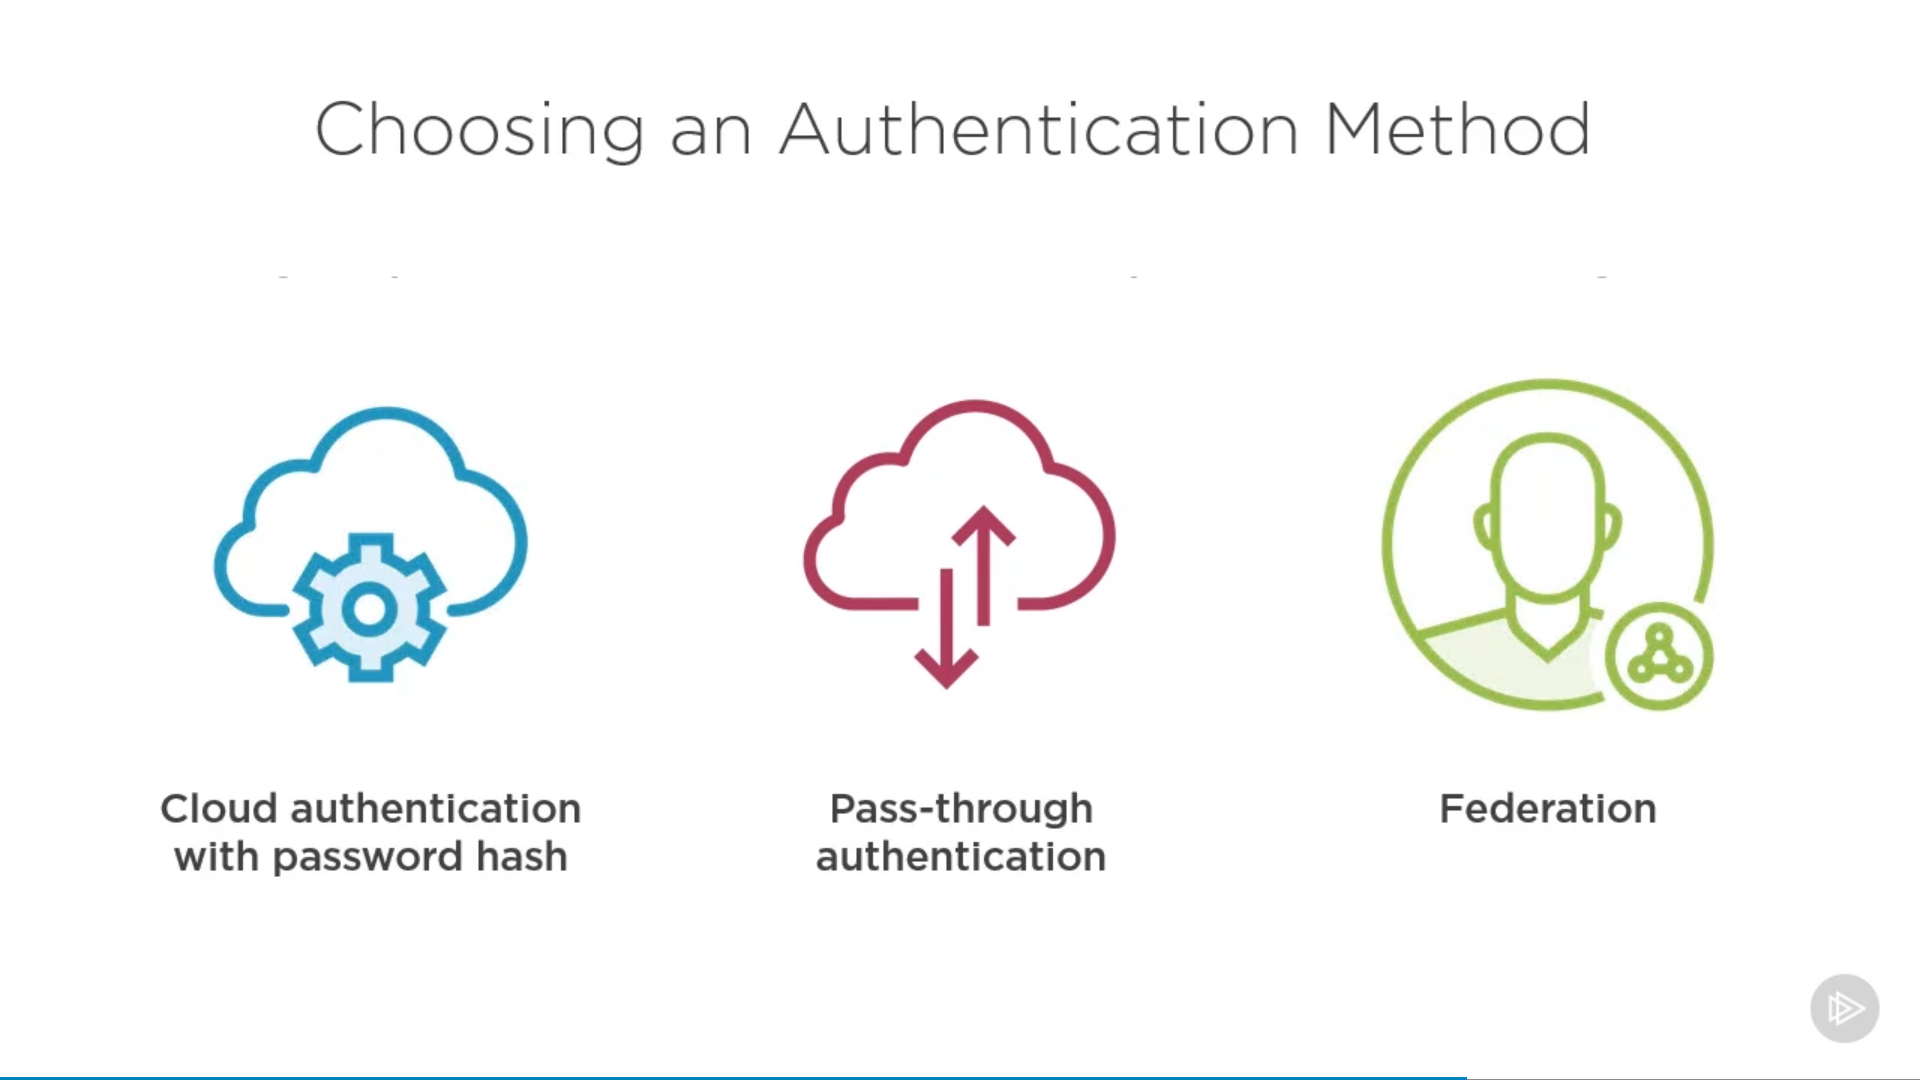 Choosing an Authentication Method
Cloud authentication
with password hash
Pass-through
authentication
Federation